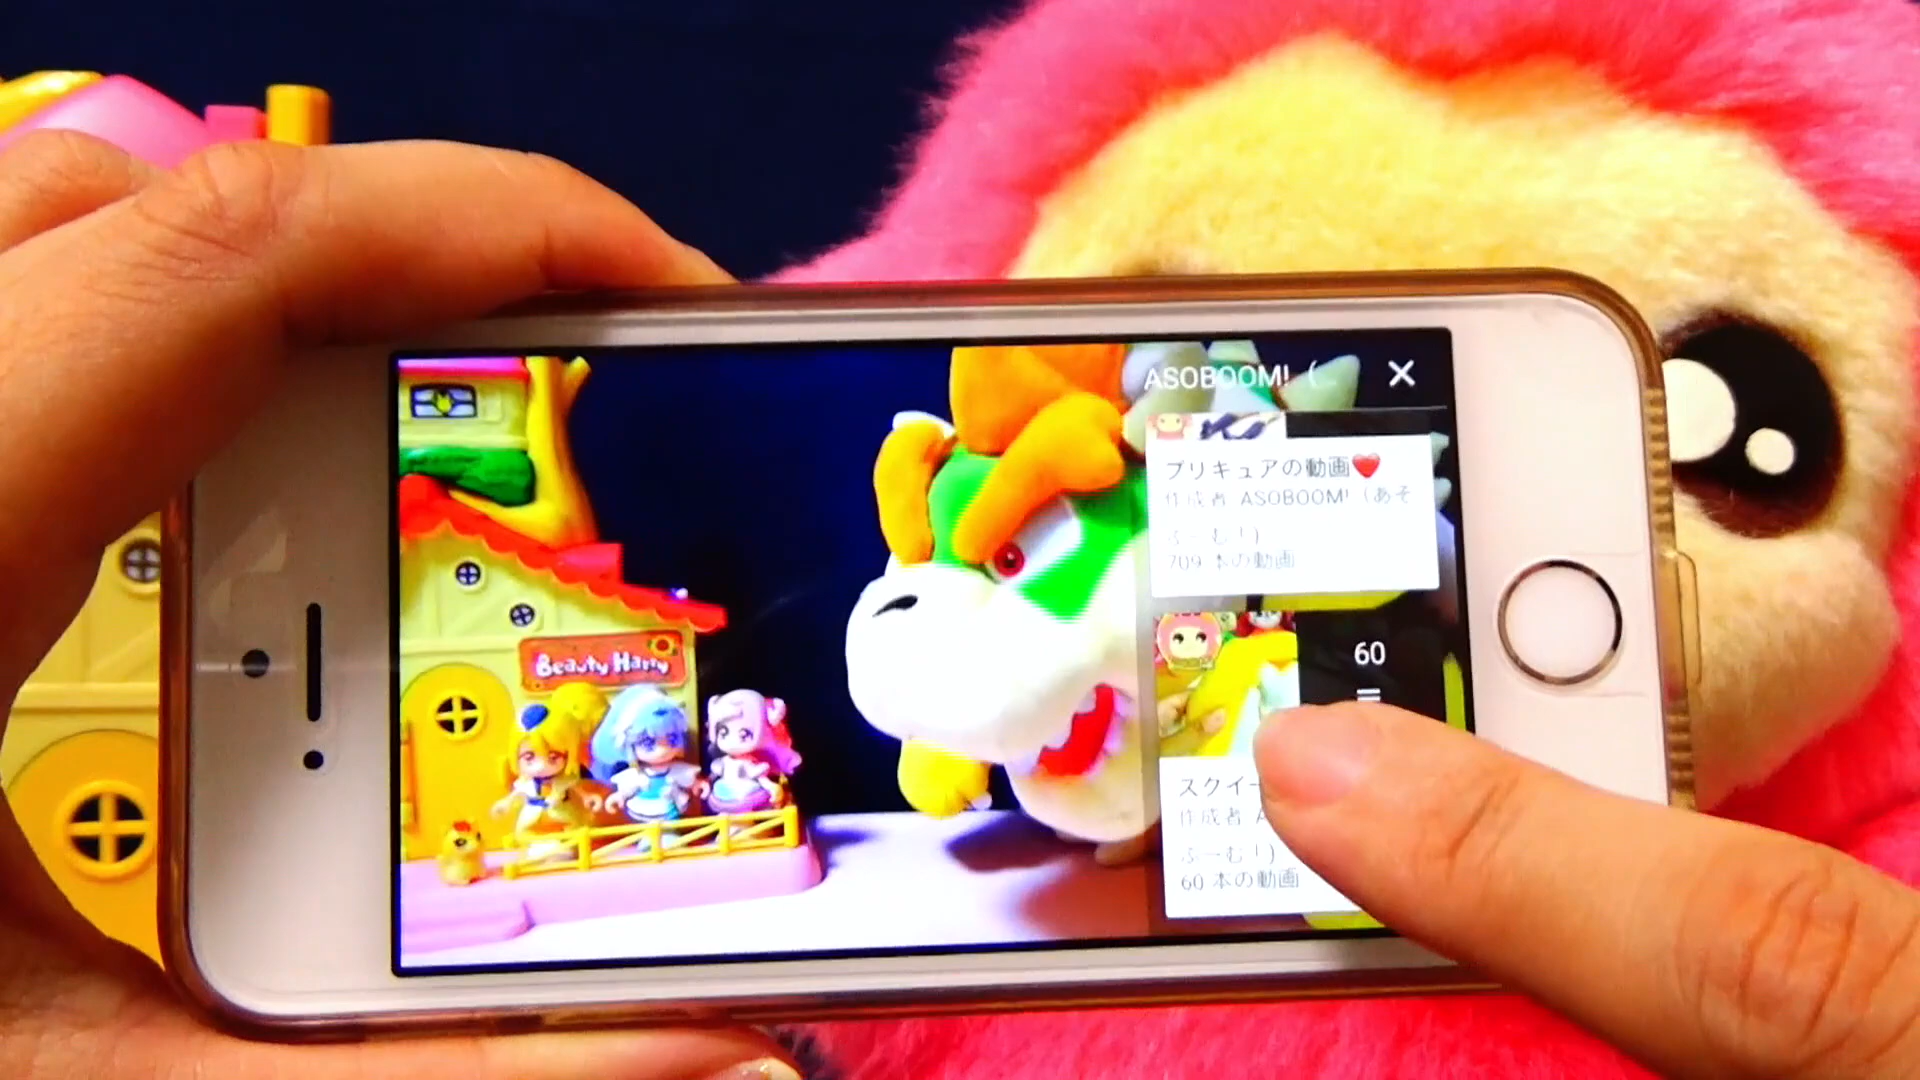 ASOBOOM! (...
×
プリキュアの動画❤
作成者 ASOBOOM! (あそ
ぶーむ!)
709 本の動画
60
Beauty Harry
スクイー
作成者 A
ぶーむ!)
60 本の動画